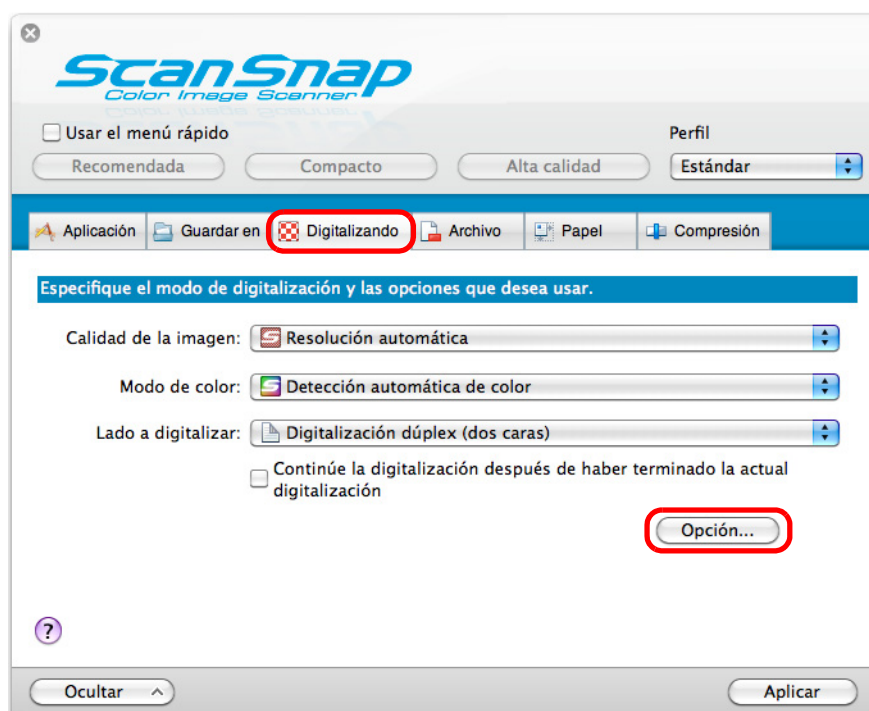 ScanSnap
Color Image Scanner
Usar el menú rápido
Perfil
Recomendada Compacto Alta calidad Estándar
Aplicación Guardar en Digitalizando Archivo Papel Compresión
Especifique el modo de digitalización y las opciones que desea usar.
Calidad de la imagen: Resolución automática
Modo de color: Detección automática de color
Lado a digitalizar: Digitalización dúplex (dos caras)
Continúe la digitalización después de haber terminado la actual
digitalización
Opción...
?
Ocultar Aplicar